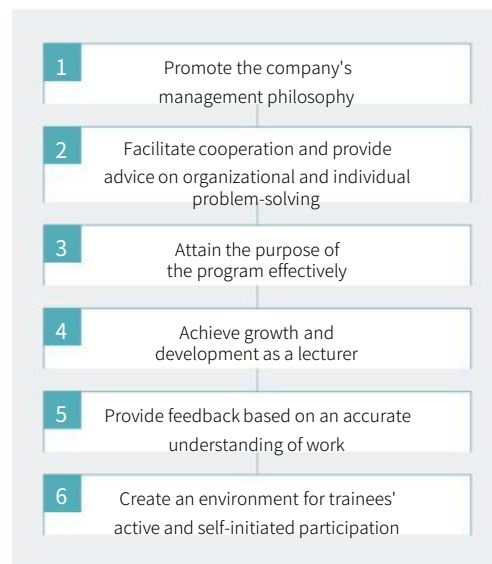 1
Promote the company's
management philosophy
2
Facilitate cooperation and provide
advice on organizational and individual
problem-solving
3
Attain the purpose of
the program effectively
4
Achieve growth and
development as a lecturer
5
Provide feedback based on an accurate
understanding of work
6
Create an environment for trainees'
active and self-initiated participation